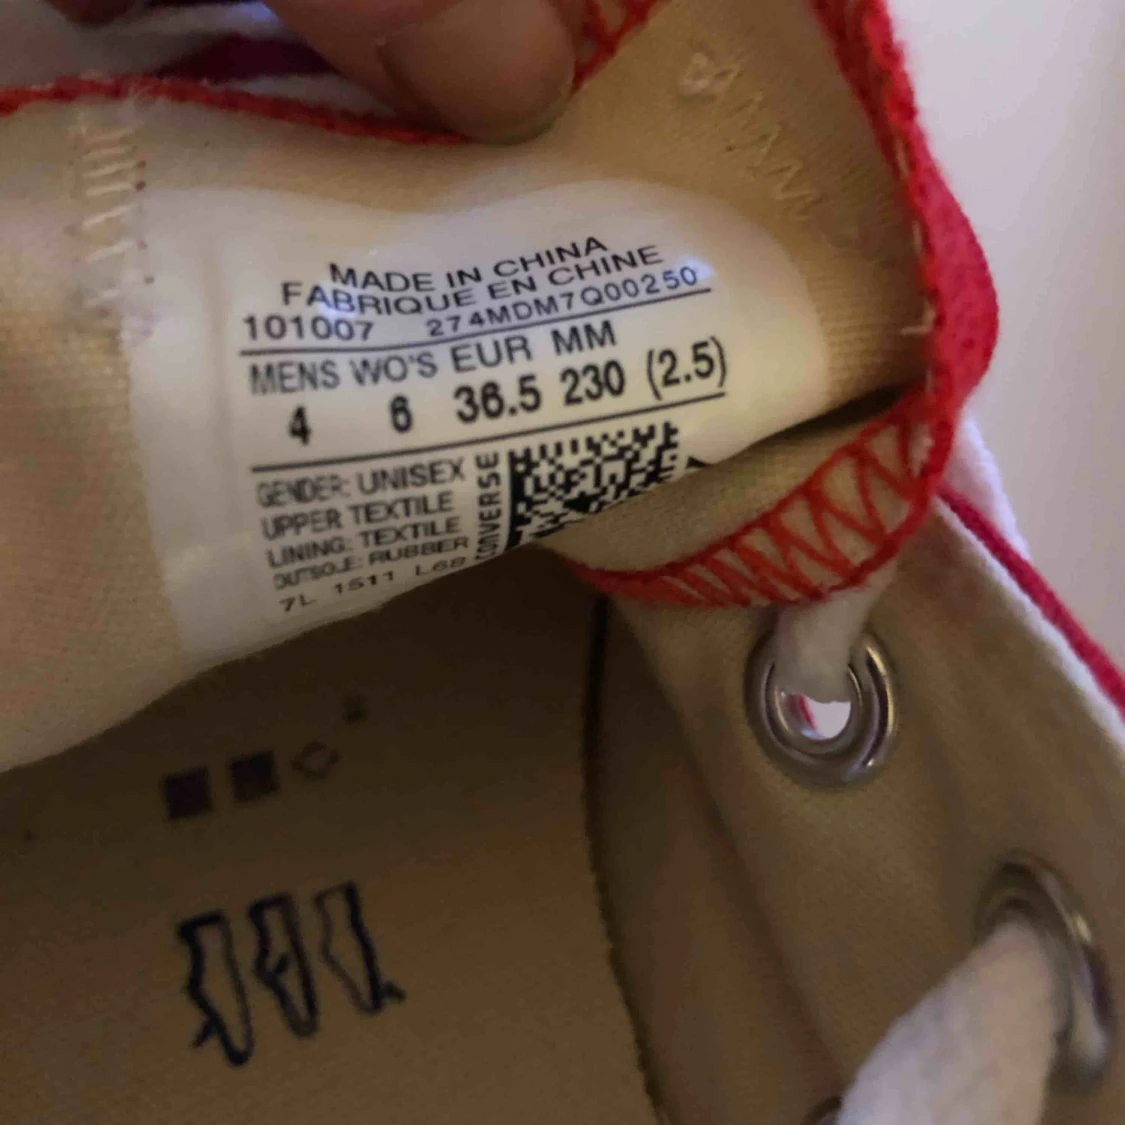 MADE IN CHINA
FABRIQUE EN CHINE
101007 274MDM7Q00250
MENS WO'S EUR MM
4 6 36.5 230 (2.5)
GENDER: UNISEX
UPPER TEXTILE
LINING: TEXTILE
OUTSOLE: RUBBER
7L 1511 L6B
CONVERSE